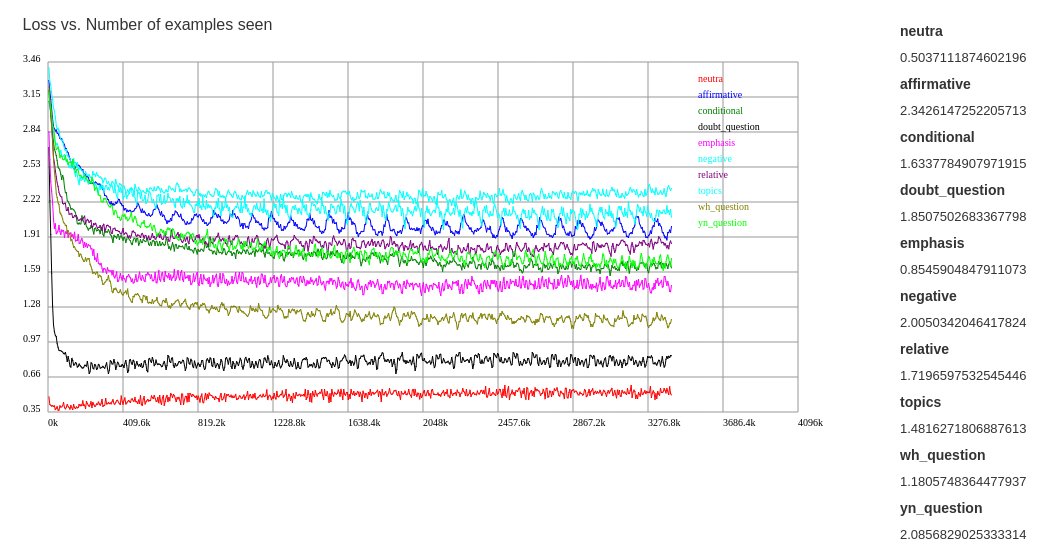 Loss vs. Number of examples seen
3.46
3.15
2.84
2.53
2.22
1.91
1.59
1.28
0.97
0.66
0.35
0k 409.6k 819.2k 1228.8k 1638.4k 2048k 2457.6k 2867.2k 3276.8k 3686.4k 4096k
neutra
affirmative
conditional
doubt_question
emphasis
negative
relative
topics
wh_question
yn_question
neutra
0.5037111874602196
affirmative
2.3426147252205713
conditional
1.6337784907971915
doubt_question
1.8507502683367798
emphasis
0.8545904847911073
negative
2.0050342046417824
relative
1.7196597532545446
topics
1.4816271806887613
wh_question
1.1805748364477937
yn_question
2.0856829025333314